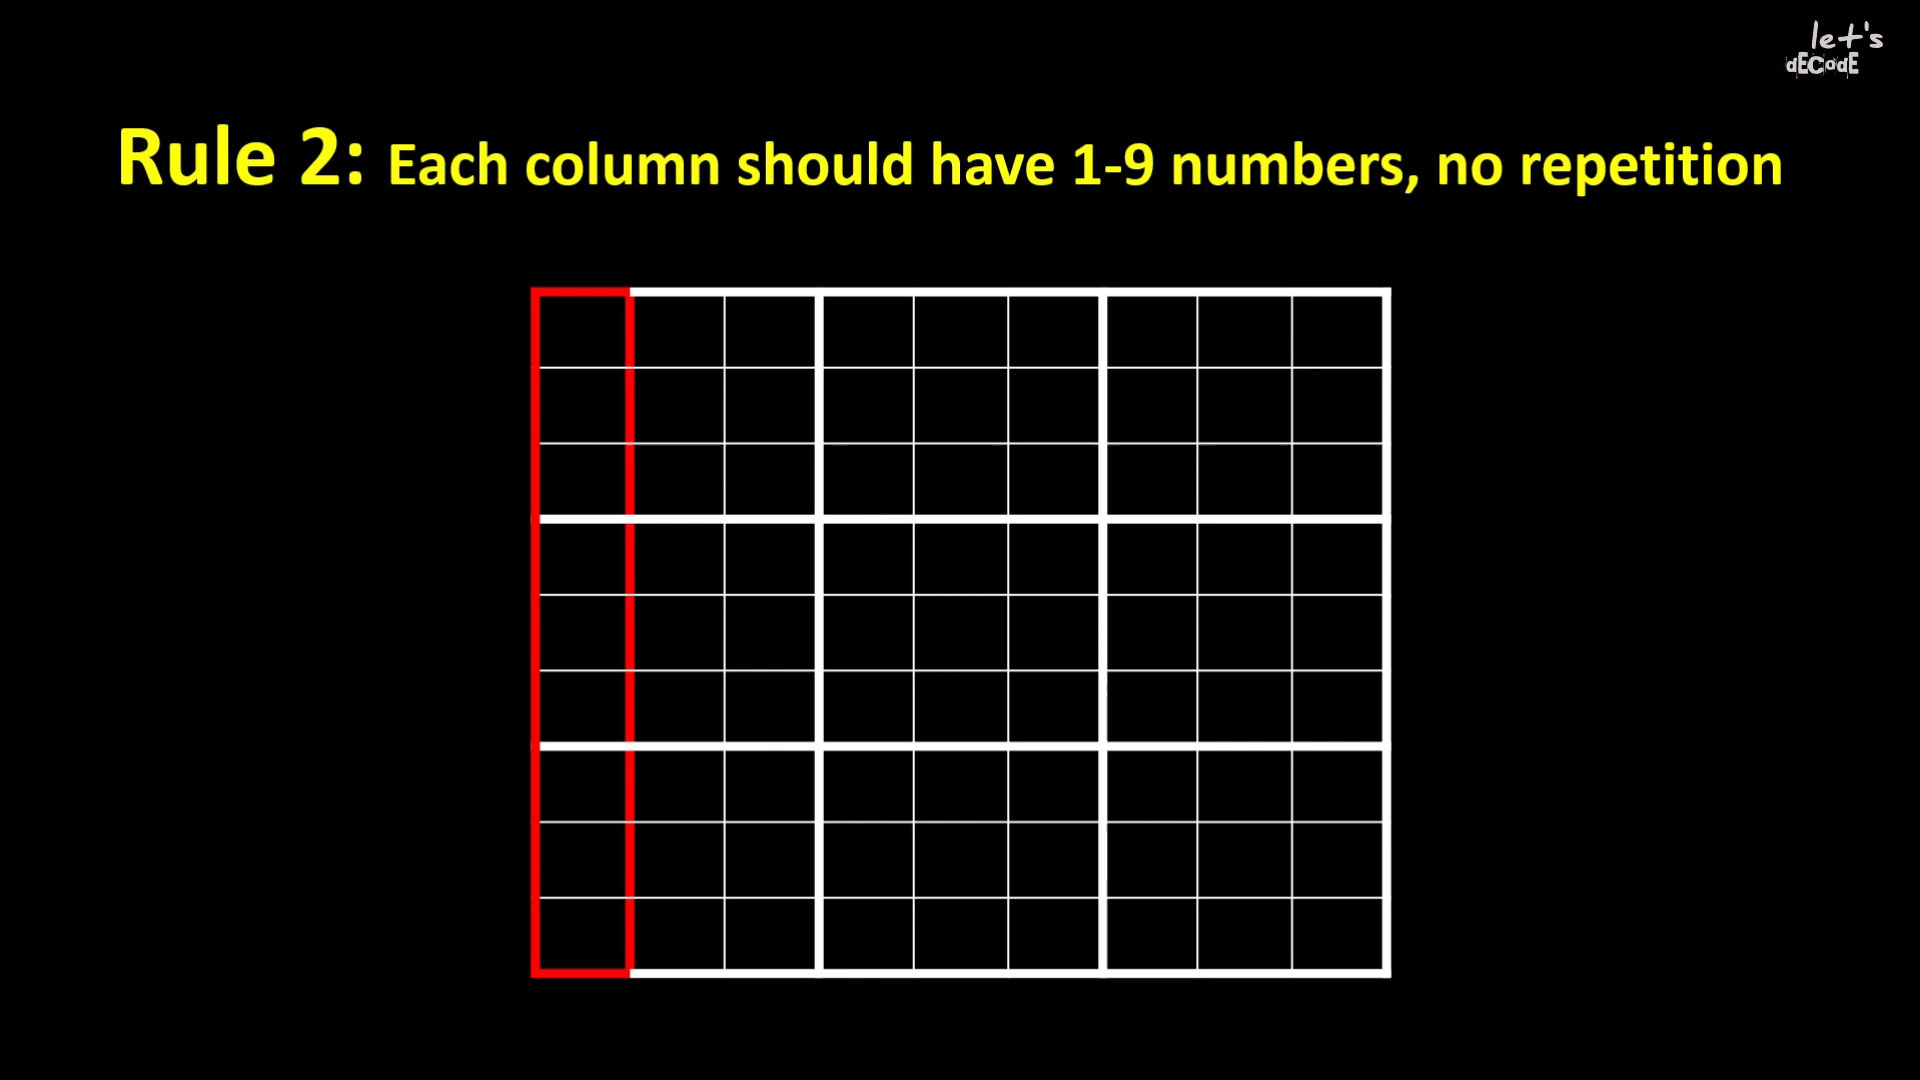 let's
dECodE
Rule 2: Each column should have 1-9 numbers, no repetition